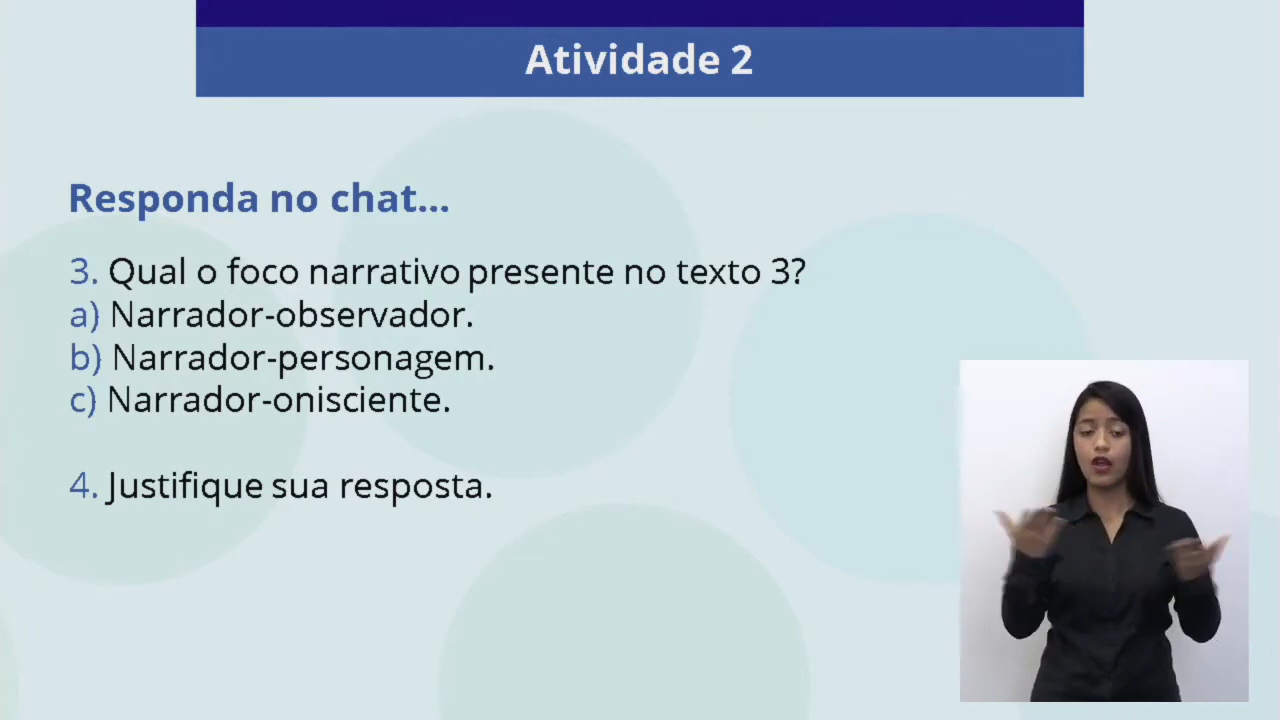 Atividade 2
Responda no chat...
3. Qual o foco narrativo presente no texto 3?
a) Narrador-observador.
b) Narrador-personagem.
c) Narrador-onisciente.
4. Justifique sua resposta.